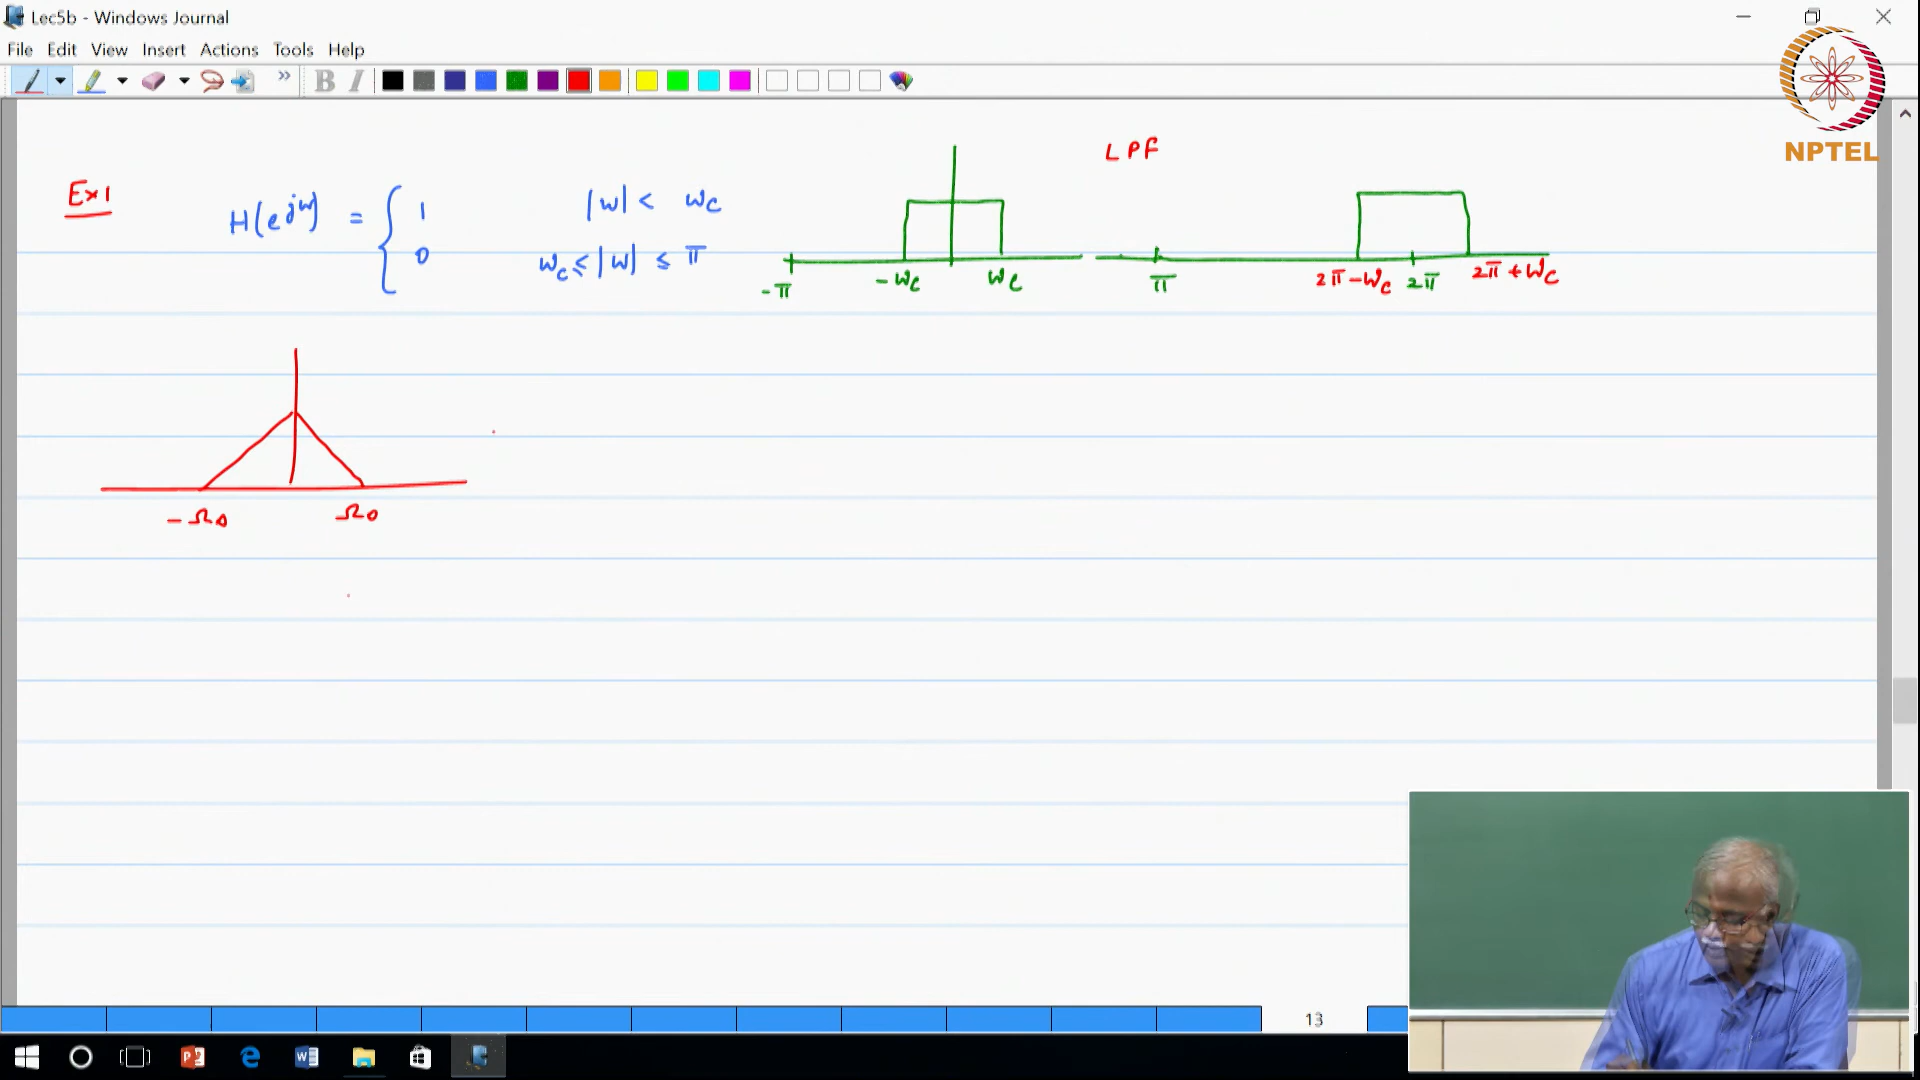 Lec5b - Windows Journal
File Edit View Insert Actions Tools Help
B I
NPTEL
LPF
Ex1
H(e^jw) = { 1 |w| < wc
0 wc ≤ |w| ≤ π
-π -wc wc π 2π-wc 2π 2π+wc
-Ω0 Ω0
13